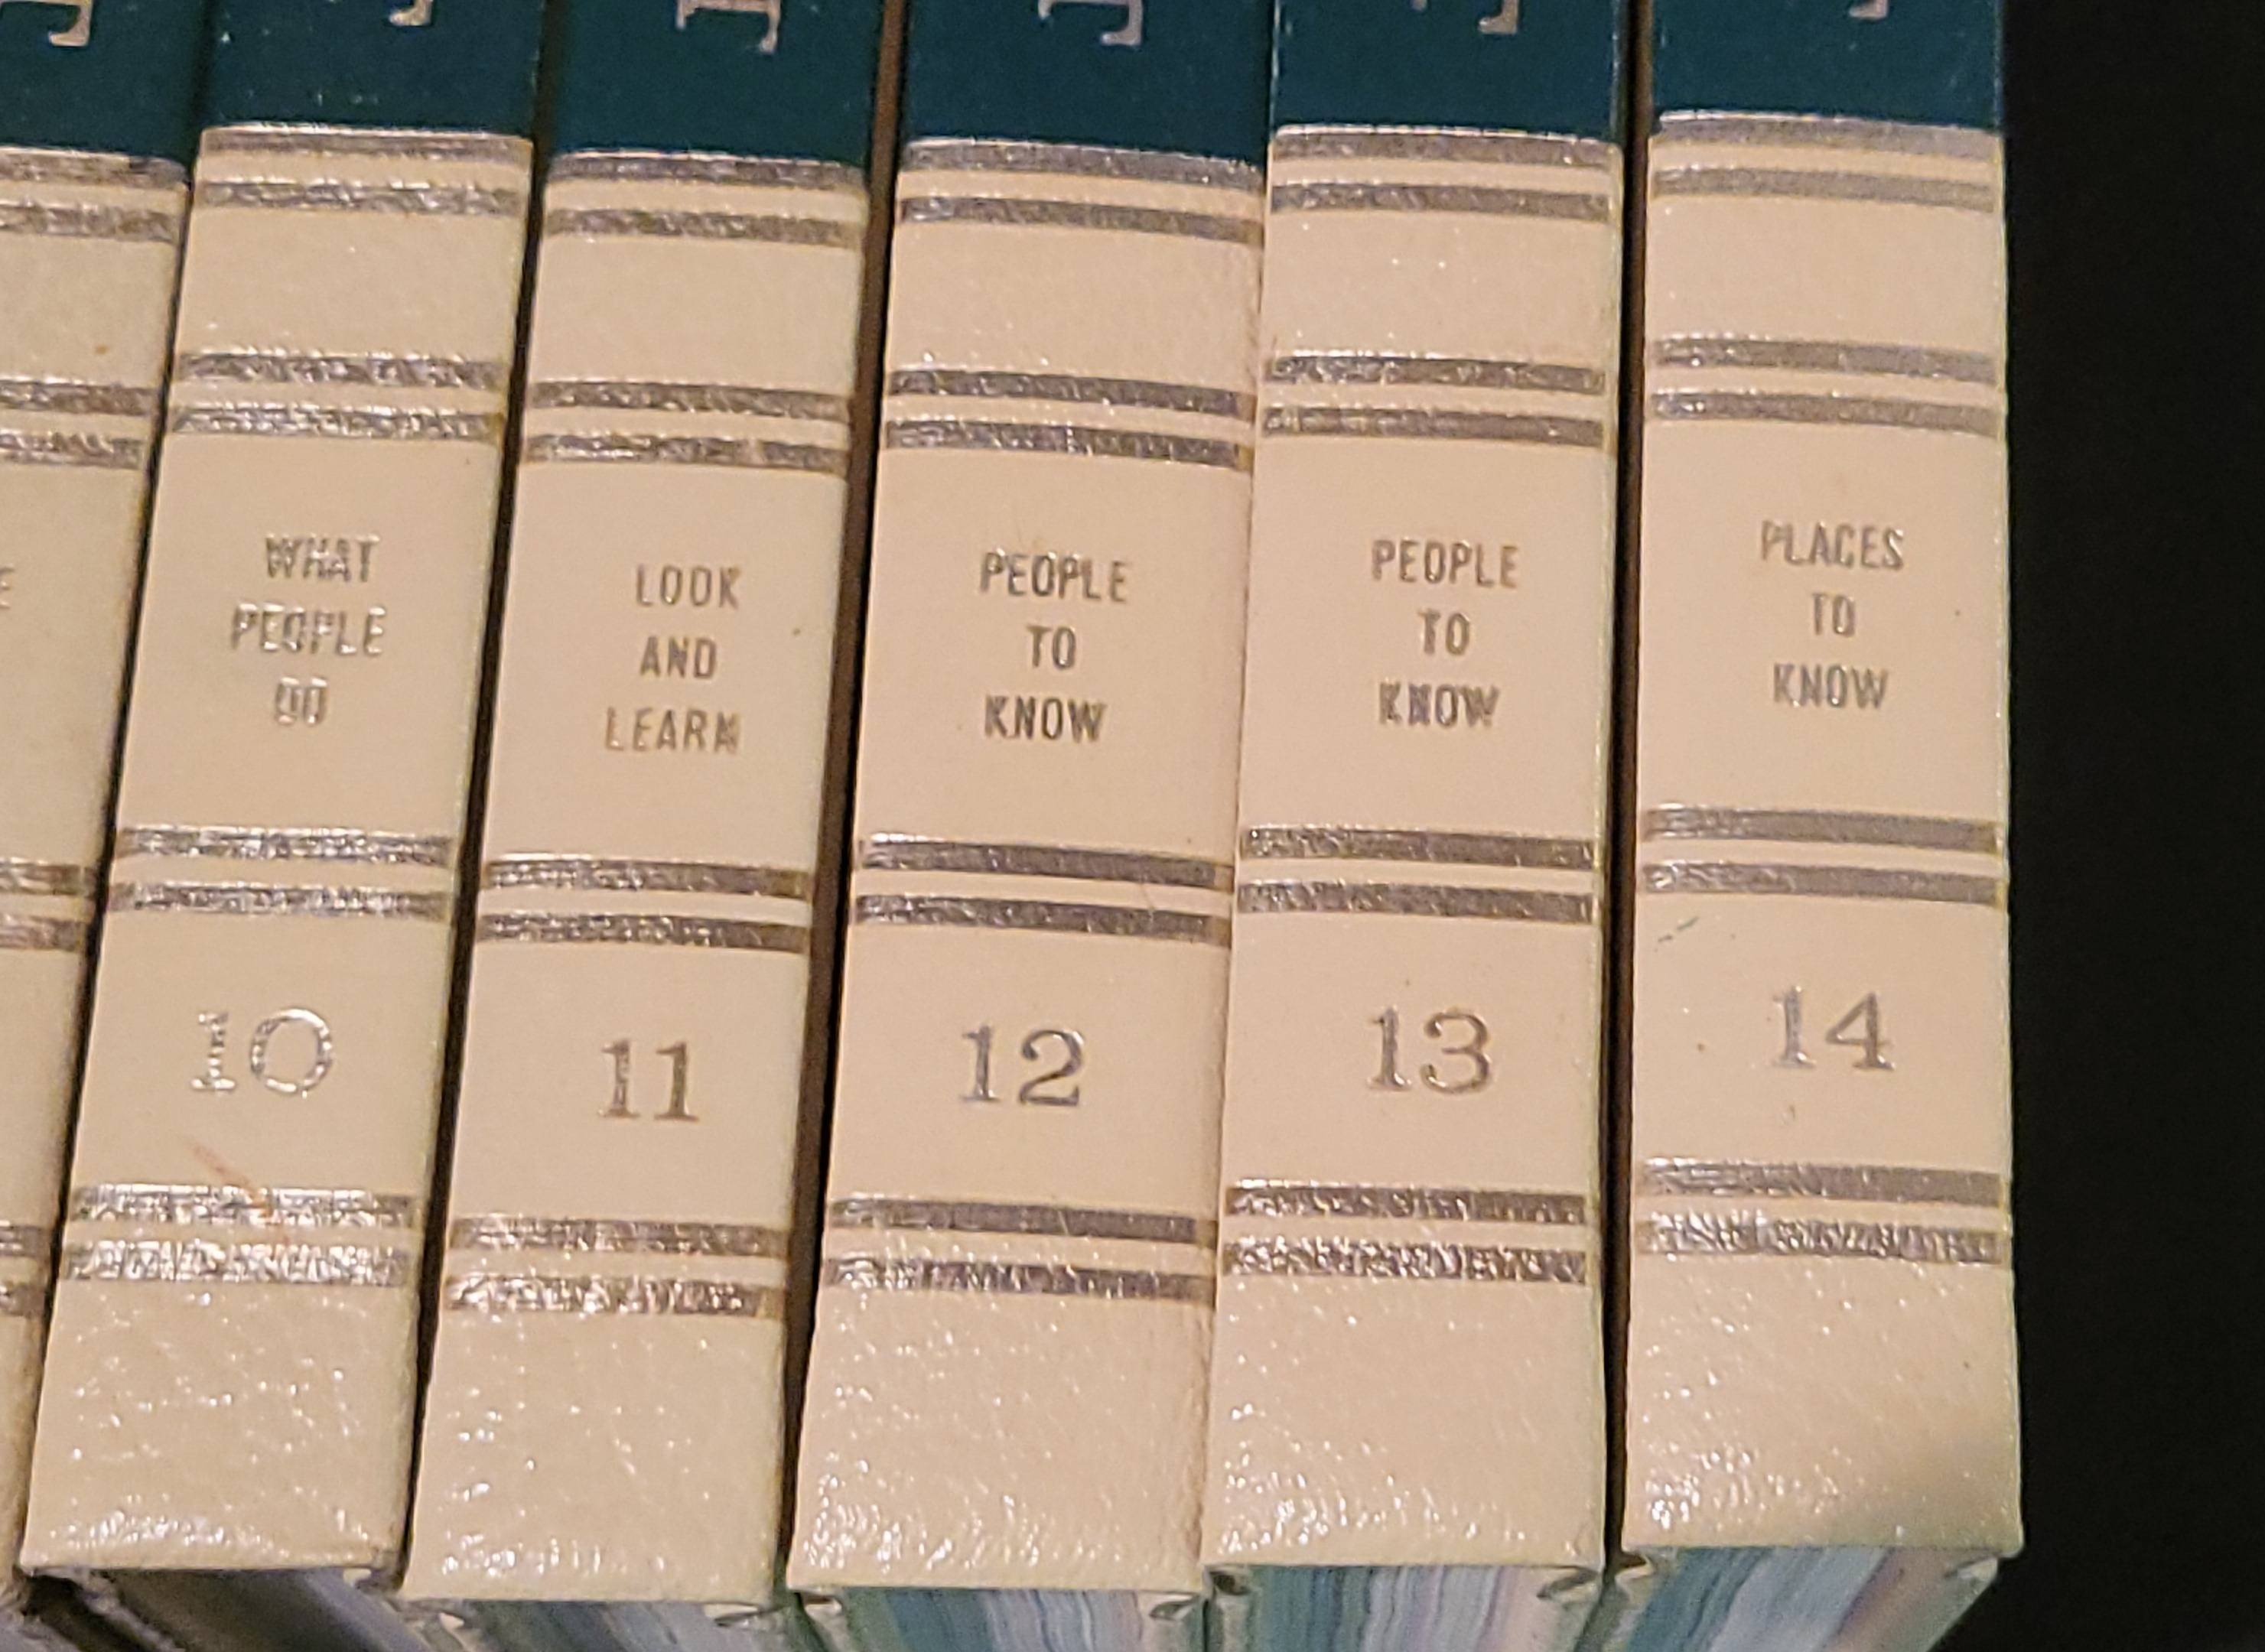 WHAT
PEOPLE
DO
10
LOOK
AND
LEARN
11
PEOPLE
TO
KNOW
12
PEOPLE
TO
KNOW
13
PLACES
TO
KNOW
14